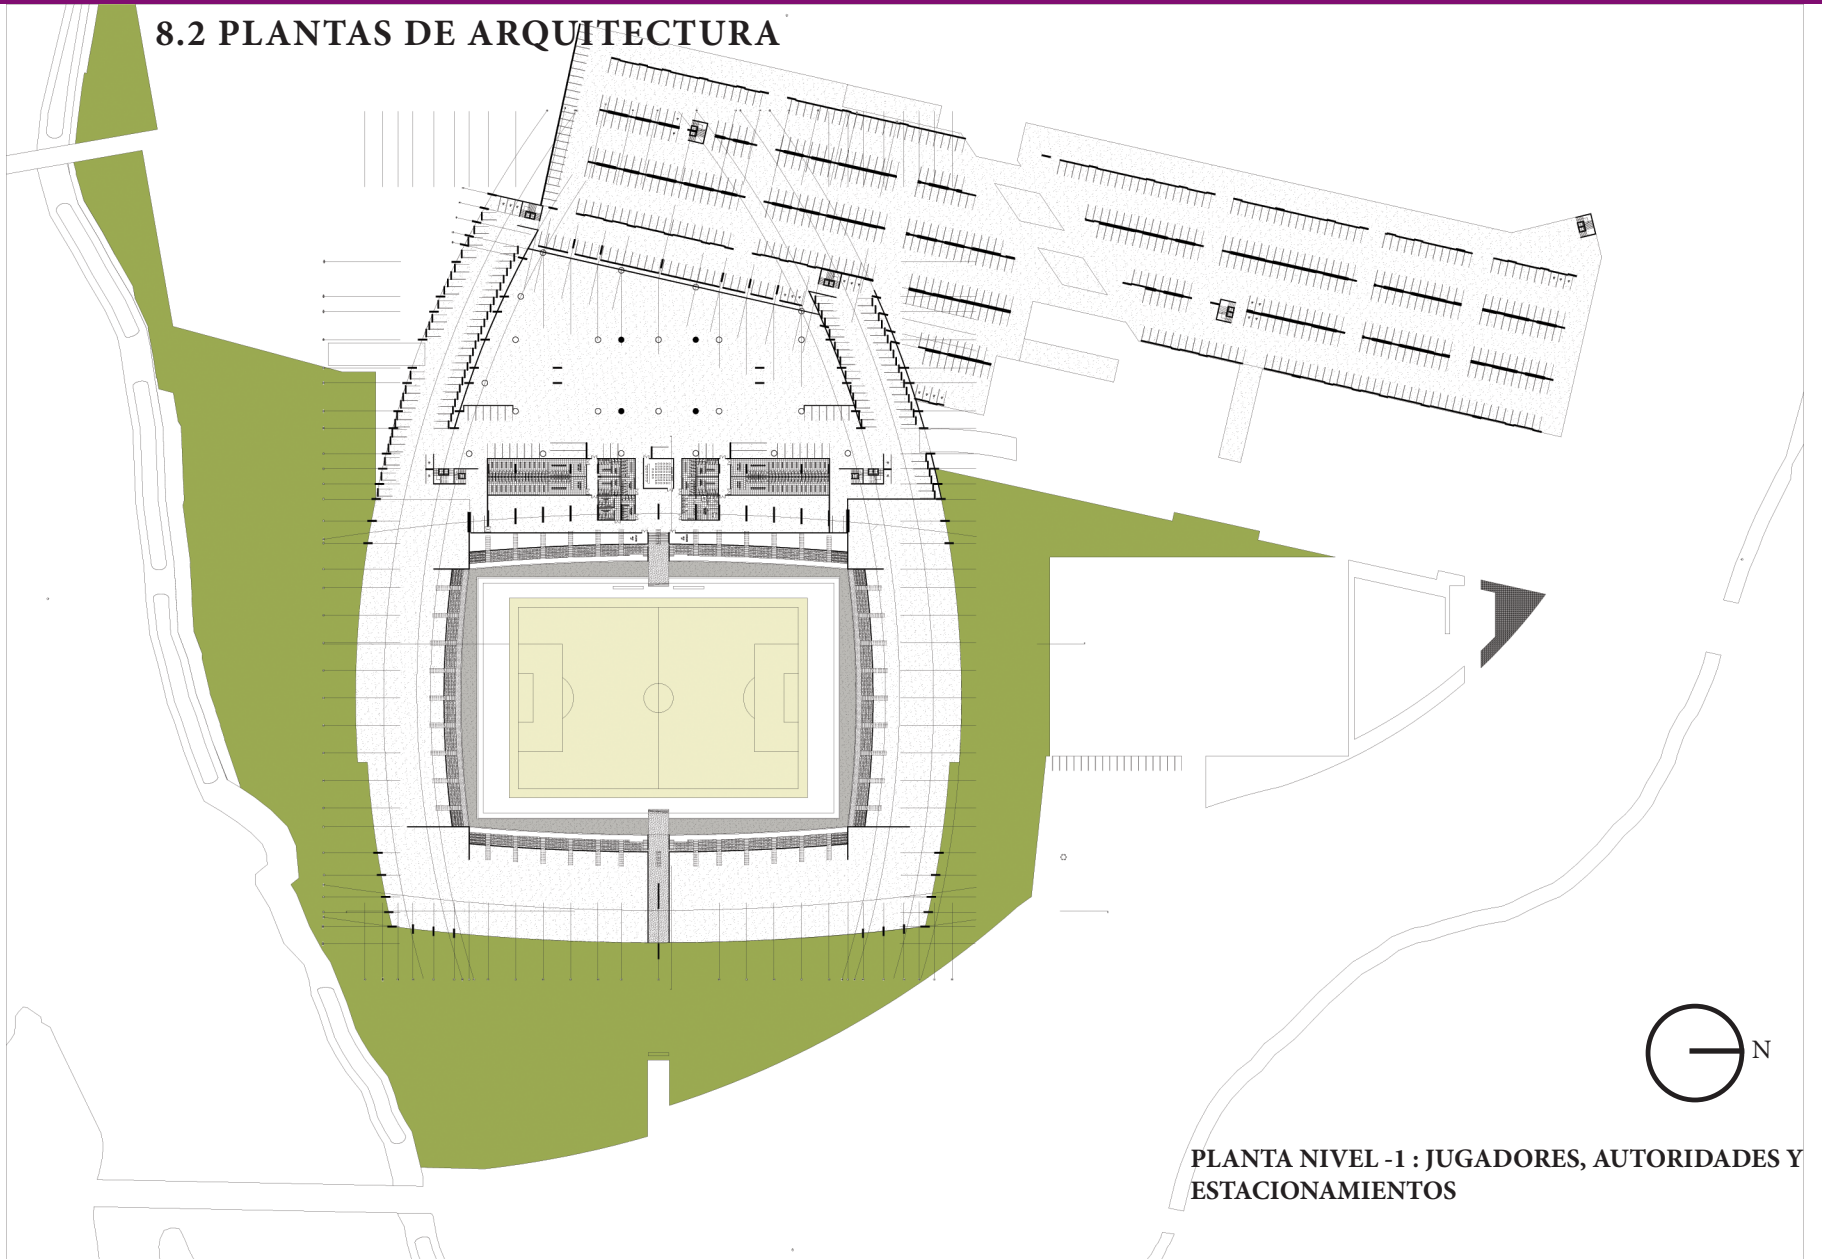 8.2 PLANTAS DE ARQUITECTURA
N
PLANTA NIVEL -1 : JUGADORES, AUTORIDADES Y
ESTACIONAMIENTOS